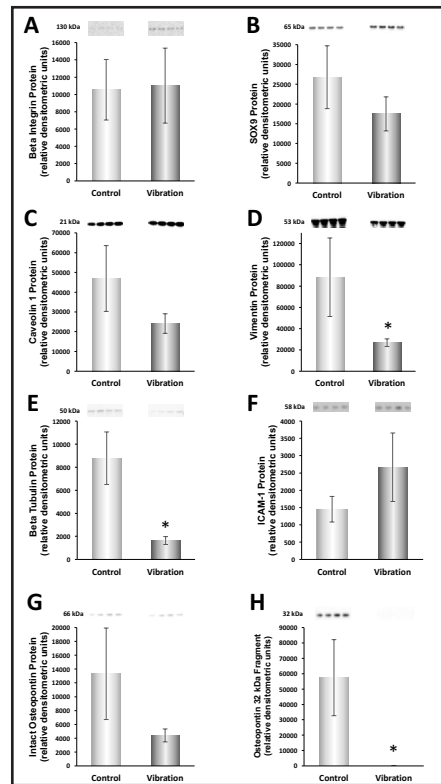 A
130 kDa
Beta Integrin Protein
(relative densitometric units)
16000
14000
12000
10000
8000
6000
4000
2000
0
Control Vibration
B
65 kDa
SOX9 Protein
(relative densitometric units)
35000
30000
25000
20000
15000
10000
5000
0
Control Vibration
C
21 kDa
Caveolin 1 Protein
(relative densitometric units)
70000
60000
50000
40000
30000
20000
10000
0
Control Vibration
D
53 kDa
Vimentin Protein
(relative densitometric units)
120000
100000
80000
60000
40000
20000
0
*
Control Vibration
E
50 kDa
Beta Tubulin Protein
(relative densitometric units)
12000
10000
8000
6000
4000
2000
0
*
Control Vibration
F
58 kDa
ICAM-1 Protein
(relative densitometric units)
4000
3500
3000
2500
2000
1500
1000
500
0
Control Vibration
G
66 kDa
Intact Osteopontin Protein
(relative densitometric units)
20000
18000
16000
14000
12000
10000
8000
6000
4000
2000
0
Control Vibration
H
32 kDa
Osteopontin 32 kDa Fragment
(relative densitometric units)
90000
80000
70000
60000
50000
40000
30000
20000
10000
0
*
Control Vibration